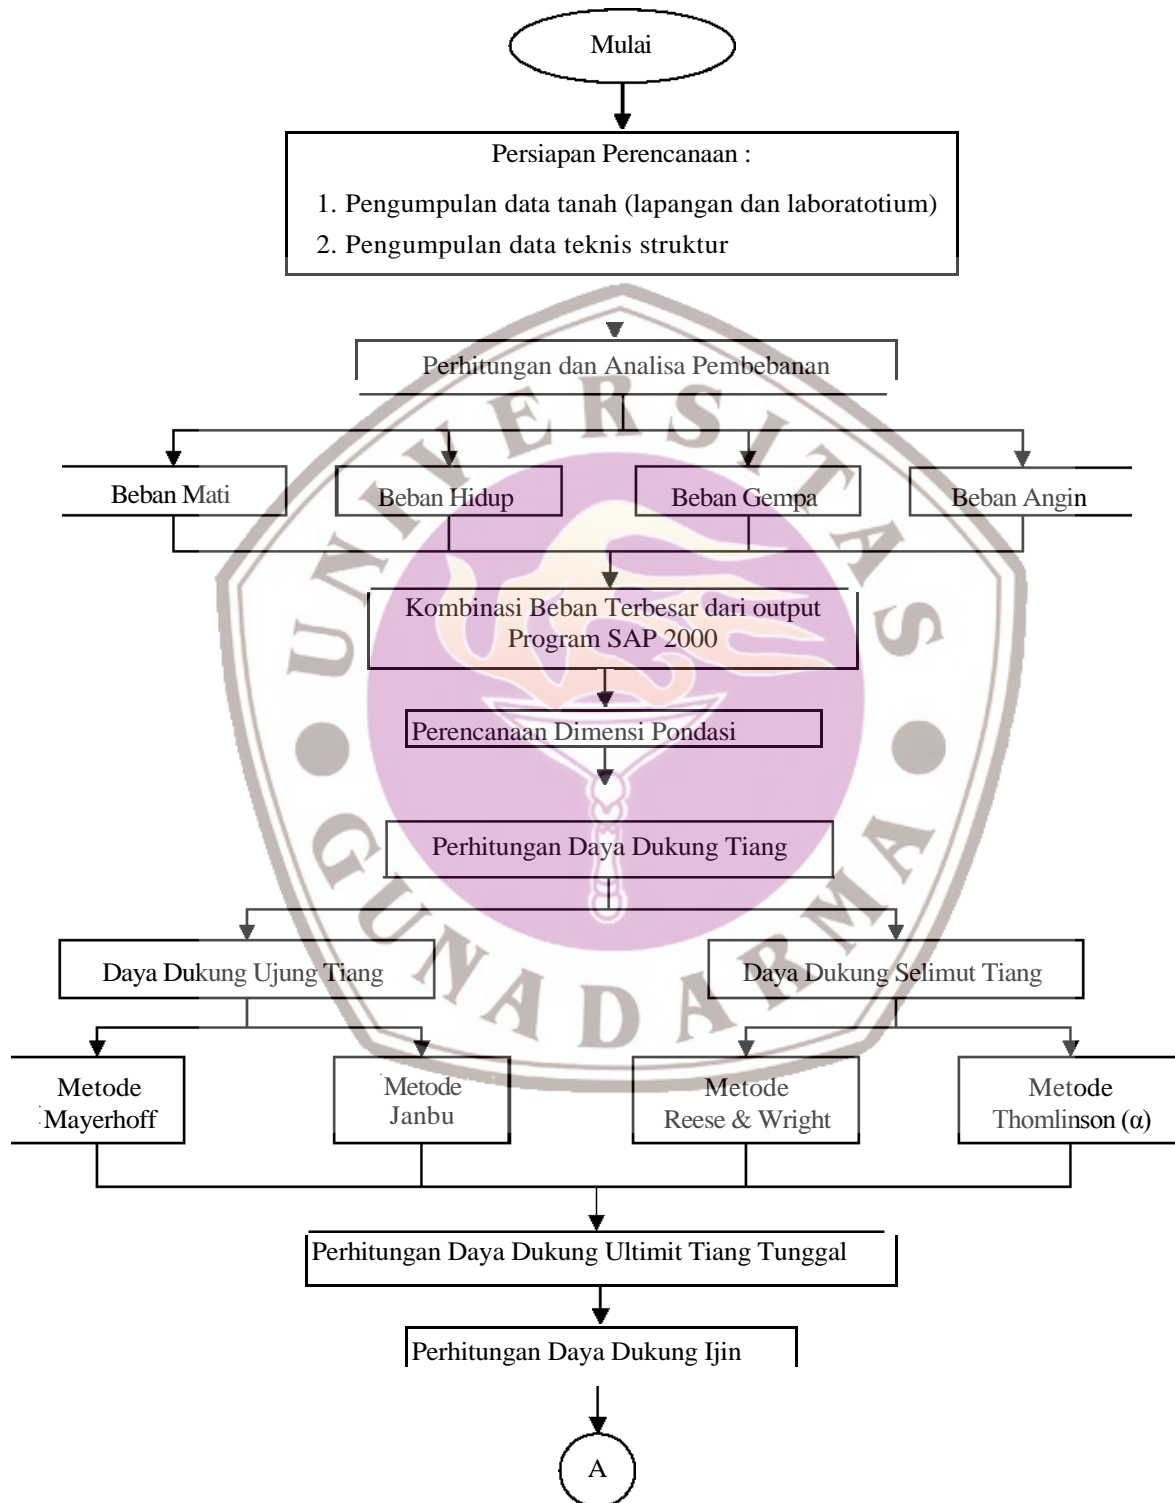 Mulai
Persiapan Perencanaan :
1. Pengumpulan data tanah (lapangan dan laboratotium)
2. Pengumpulan data teknis struktur
Perhitungan dan Analisa Pembebanan
UNIVERSITAS
Beban Mati
Beban Hidup
Beban Gempa
Beban Angin
Kombinasi Beban Terbesar dari output
Program SAP 2000
Perencanaan Dimensi Pondasi
Perhitungan Daya Dukung Tiang
GUNADARMA
Daya Dukung Ujung Tiang
Daya Dukung Selimut Tiang
Metode
Mayerhoff
Metode
Janbu
Metode
Reese & Wright
Metode
Thomlinson (α)
Perhitungan Daya Dukung Ultimit Tiang Tunggal
Perhitungan Daya Dukung Ijin
A